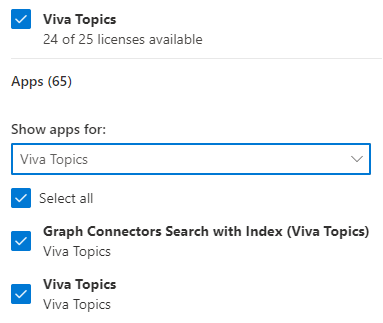 Viva Topics
24 of 25 licenses available
Apps (65)
Show apps for:
Viva Topics
Select all
Graph Connectors Search with Index (Viva Topics)
Viva Topics
Viva Topics
Viva Topics